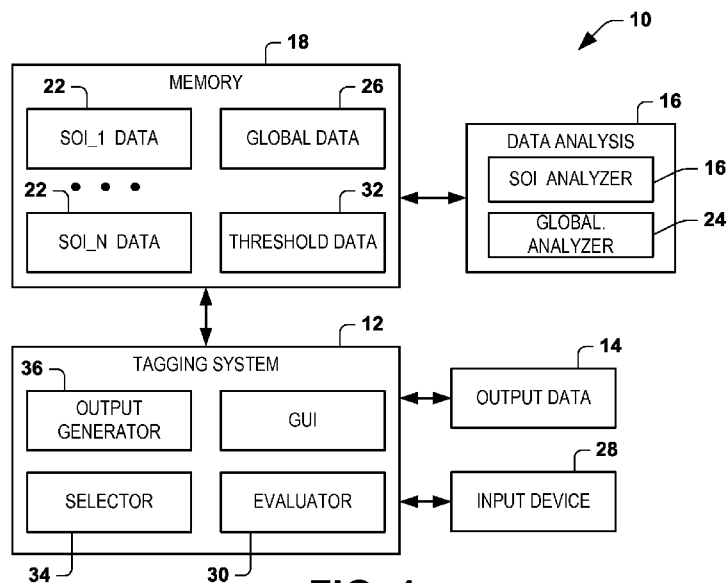 10
18
MEMORY
22
26
16
SOI_1 DATA
GLOBAL DATA
DATA ANALYSIS
SOI ANALYZER
16
22
32
SOI_N DATA
THRESHOLD DATA
GLOBAL.
ANALYZER
24
12
TAGGING SYSTEM
36
14
OUTPUT
GENERATOR
GUI
OUTPUT DATA
28
SELECTOR
EVALUATOR
INPUT DEVICE
34
30